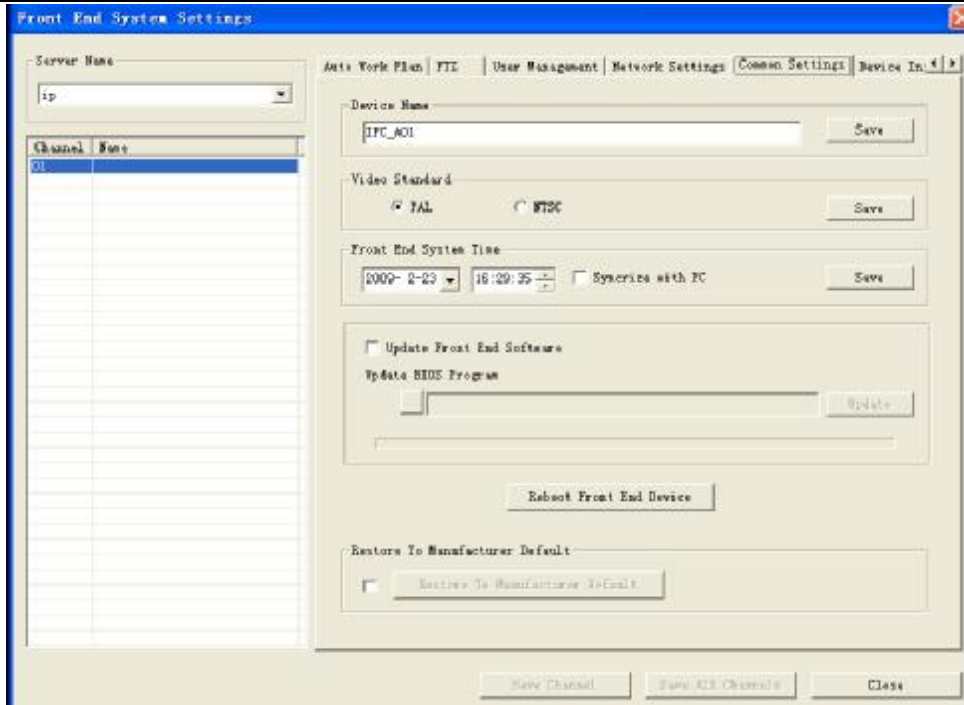 Front End System Settings
Server Name
ip
Channel Name
01
Auto Work Plan PTZ User Management Network Settings Common Settings Device In
Device Name
IPC_A01 Save
Video Standard
PAL NTSC Save
Front End System Time
2009- 2-23 16:29:35 Syncrize with PC Save
Update Front End Software
Update BIOS Program
Update
Reboot Front End Device
Restore To Manufacturer Default
Restore To Manufacturer Default
Save Channel Save All Channels Close